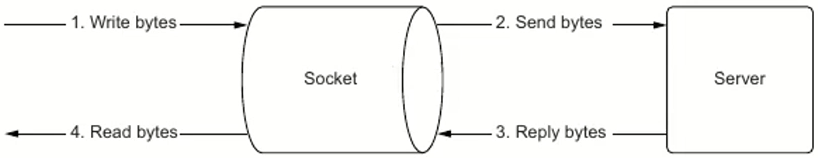 1. Write bytes
2. Send bytes
Socket
Server
4. Read bytes
3. Reply bytes